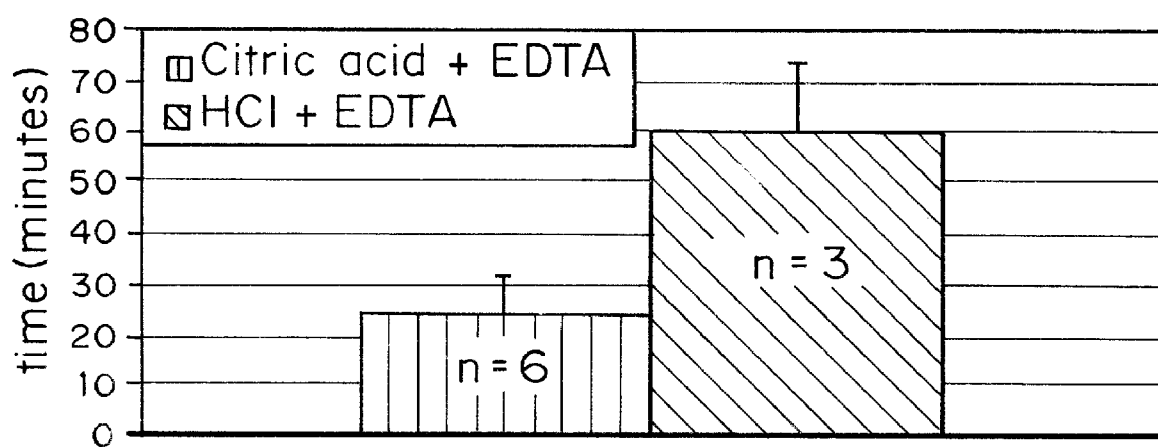 80
70
60
50
40
30
20
10
0
time (minutes)
Citric acid + EDTA
HCl + EDTA
n = 6
n = 3